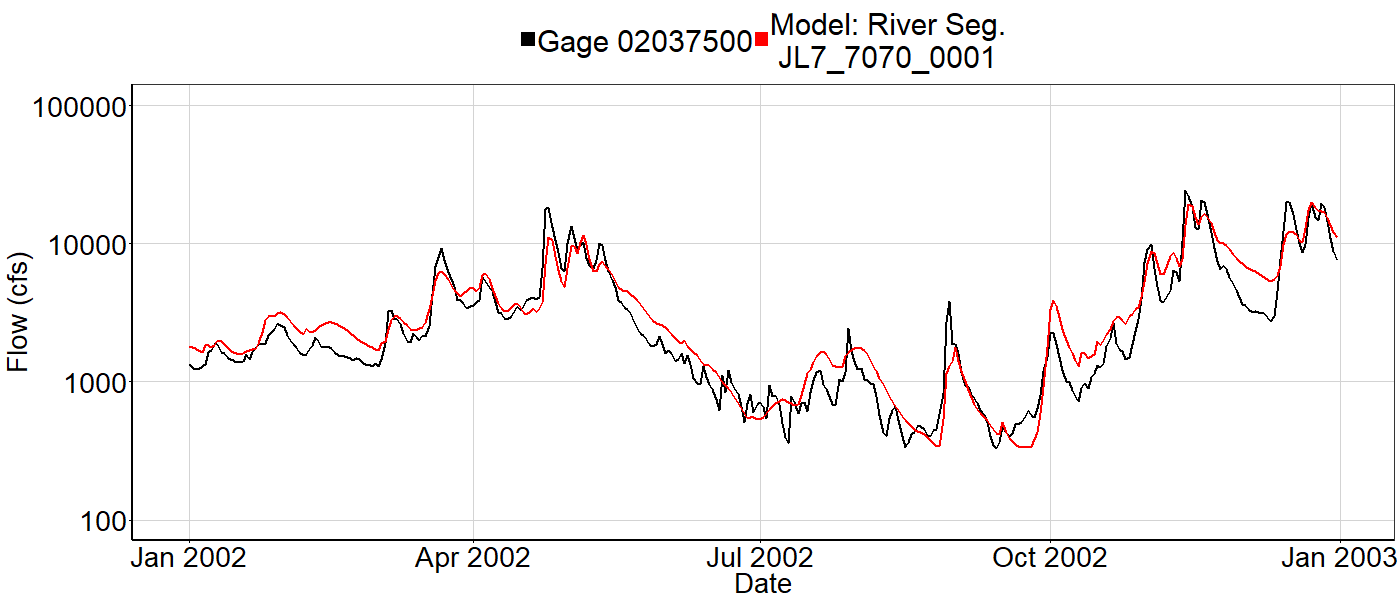 Gage 02037500
Model: River Seg.
JL7_7070_0001
Flow (cfs)
100000
10000
1000
100
Jan 2002
Apr 2002
Jul 2002
Oct 2002
Jan 2003
Date